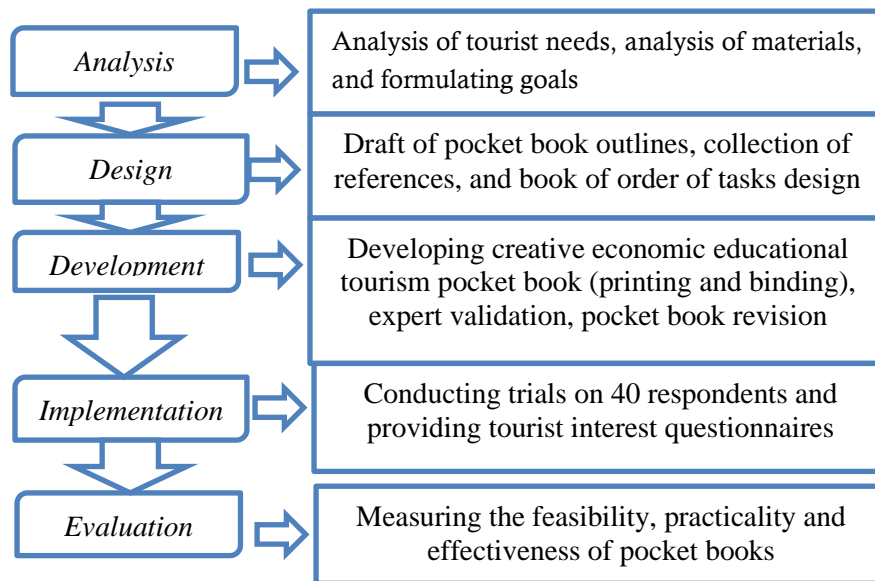 Analysis
Analysis of tourist needs, analysis of materials,
and formulating goals
Design
Draft of pocket book outlines, collection of
references, and book of order of tasks design
Development
Developing creative economic educational
tourism pocket book (printing and binding),
expert validation, pocket book revision
Implementation
Conducting trials on 40 respondents and
providing tourist interest questionnaires
Evaluation
Measuring the feasibility, practicality and
effectiveness of pocket books